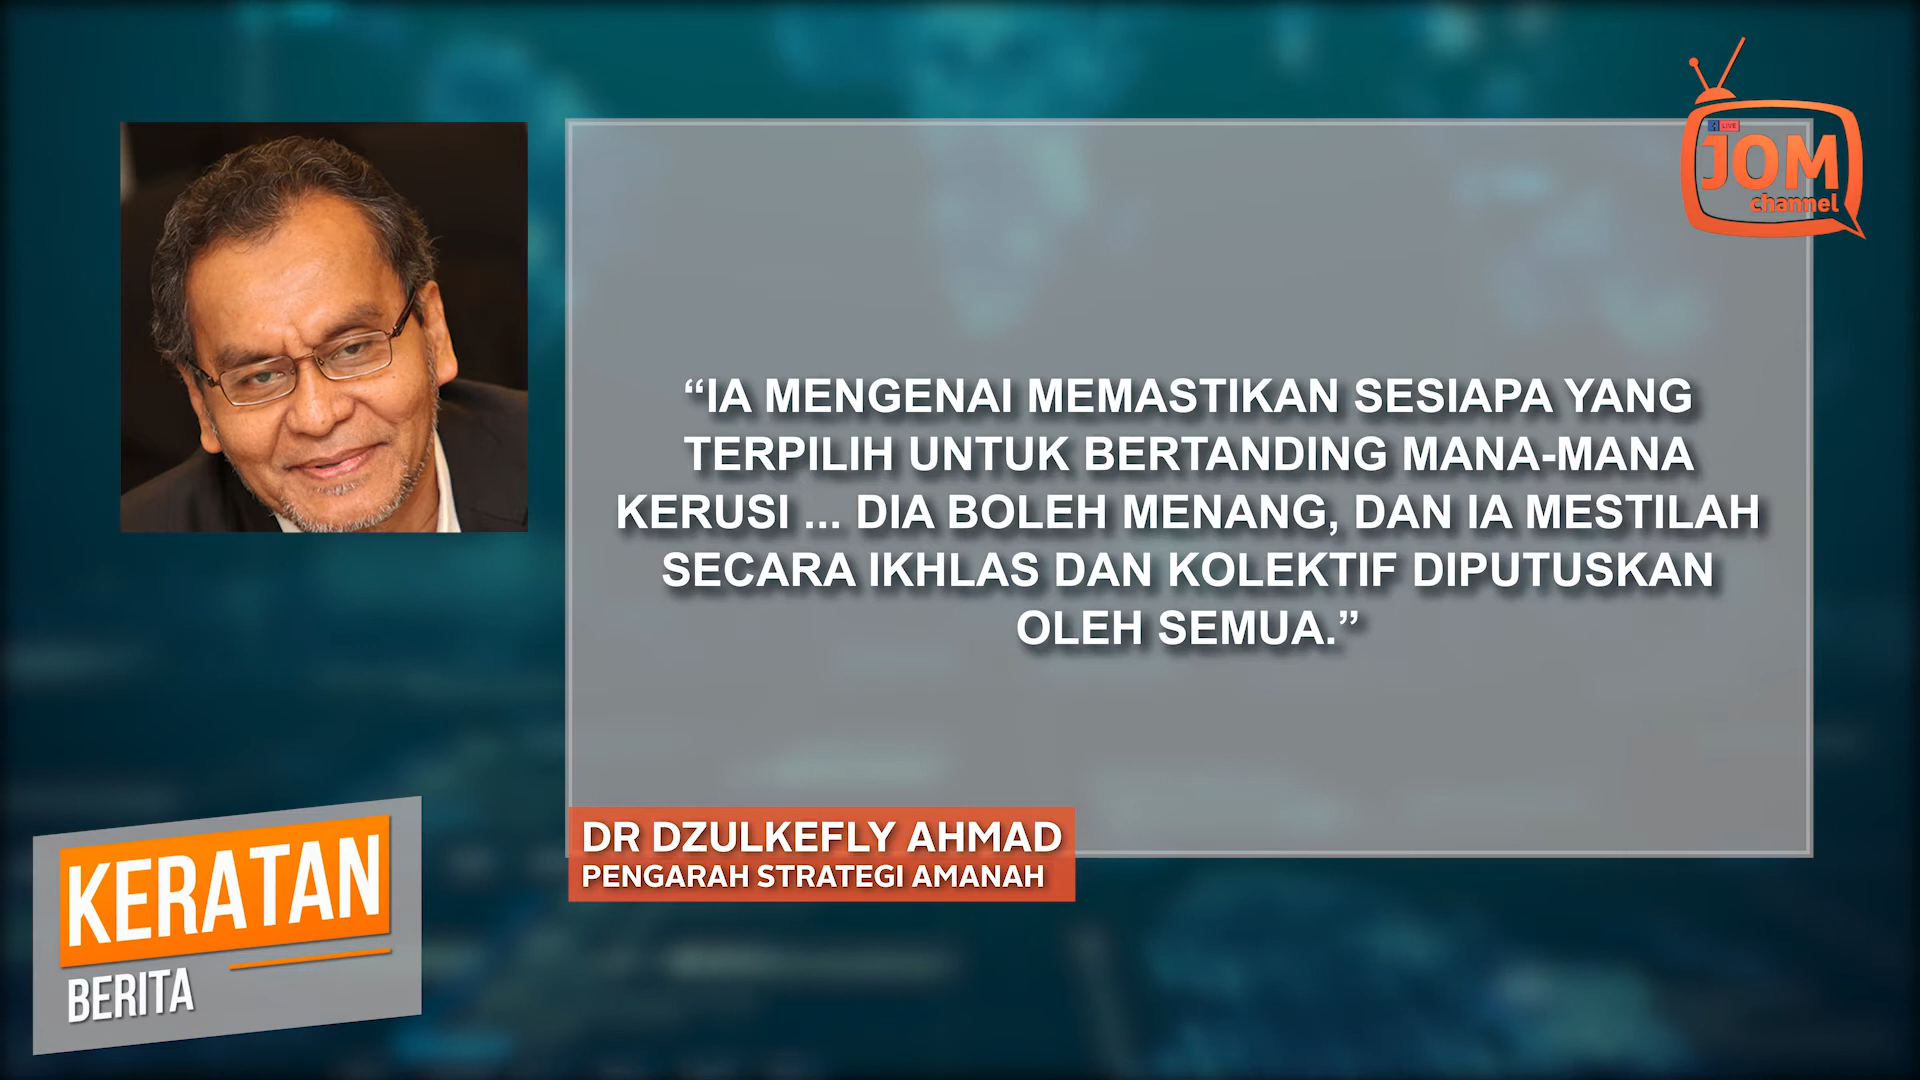 LIVE
JOM
channel
“IA MENGENAI MEMASTIKAN SESIAPA YANG
TERPILIH UNTUK BERTANDING MANA-MANA
KERUSI ... DIA BOLEH MENANG, DAN IA MESTILAH
SECARA IKHLAS DAN KOLEKTIF DIPUTUSKAN
OLEH SEMUA.”
DR DZULKEFLY AHMAD
PENGARAH STRATEGI AMANAH
KERATAN
BERITA